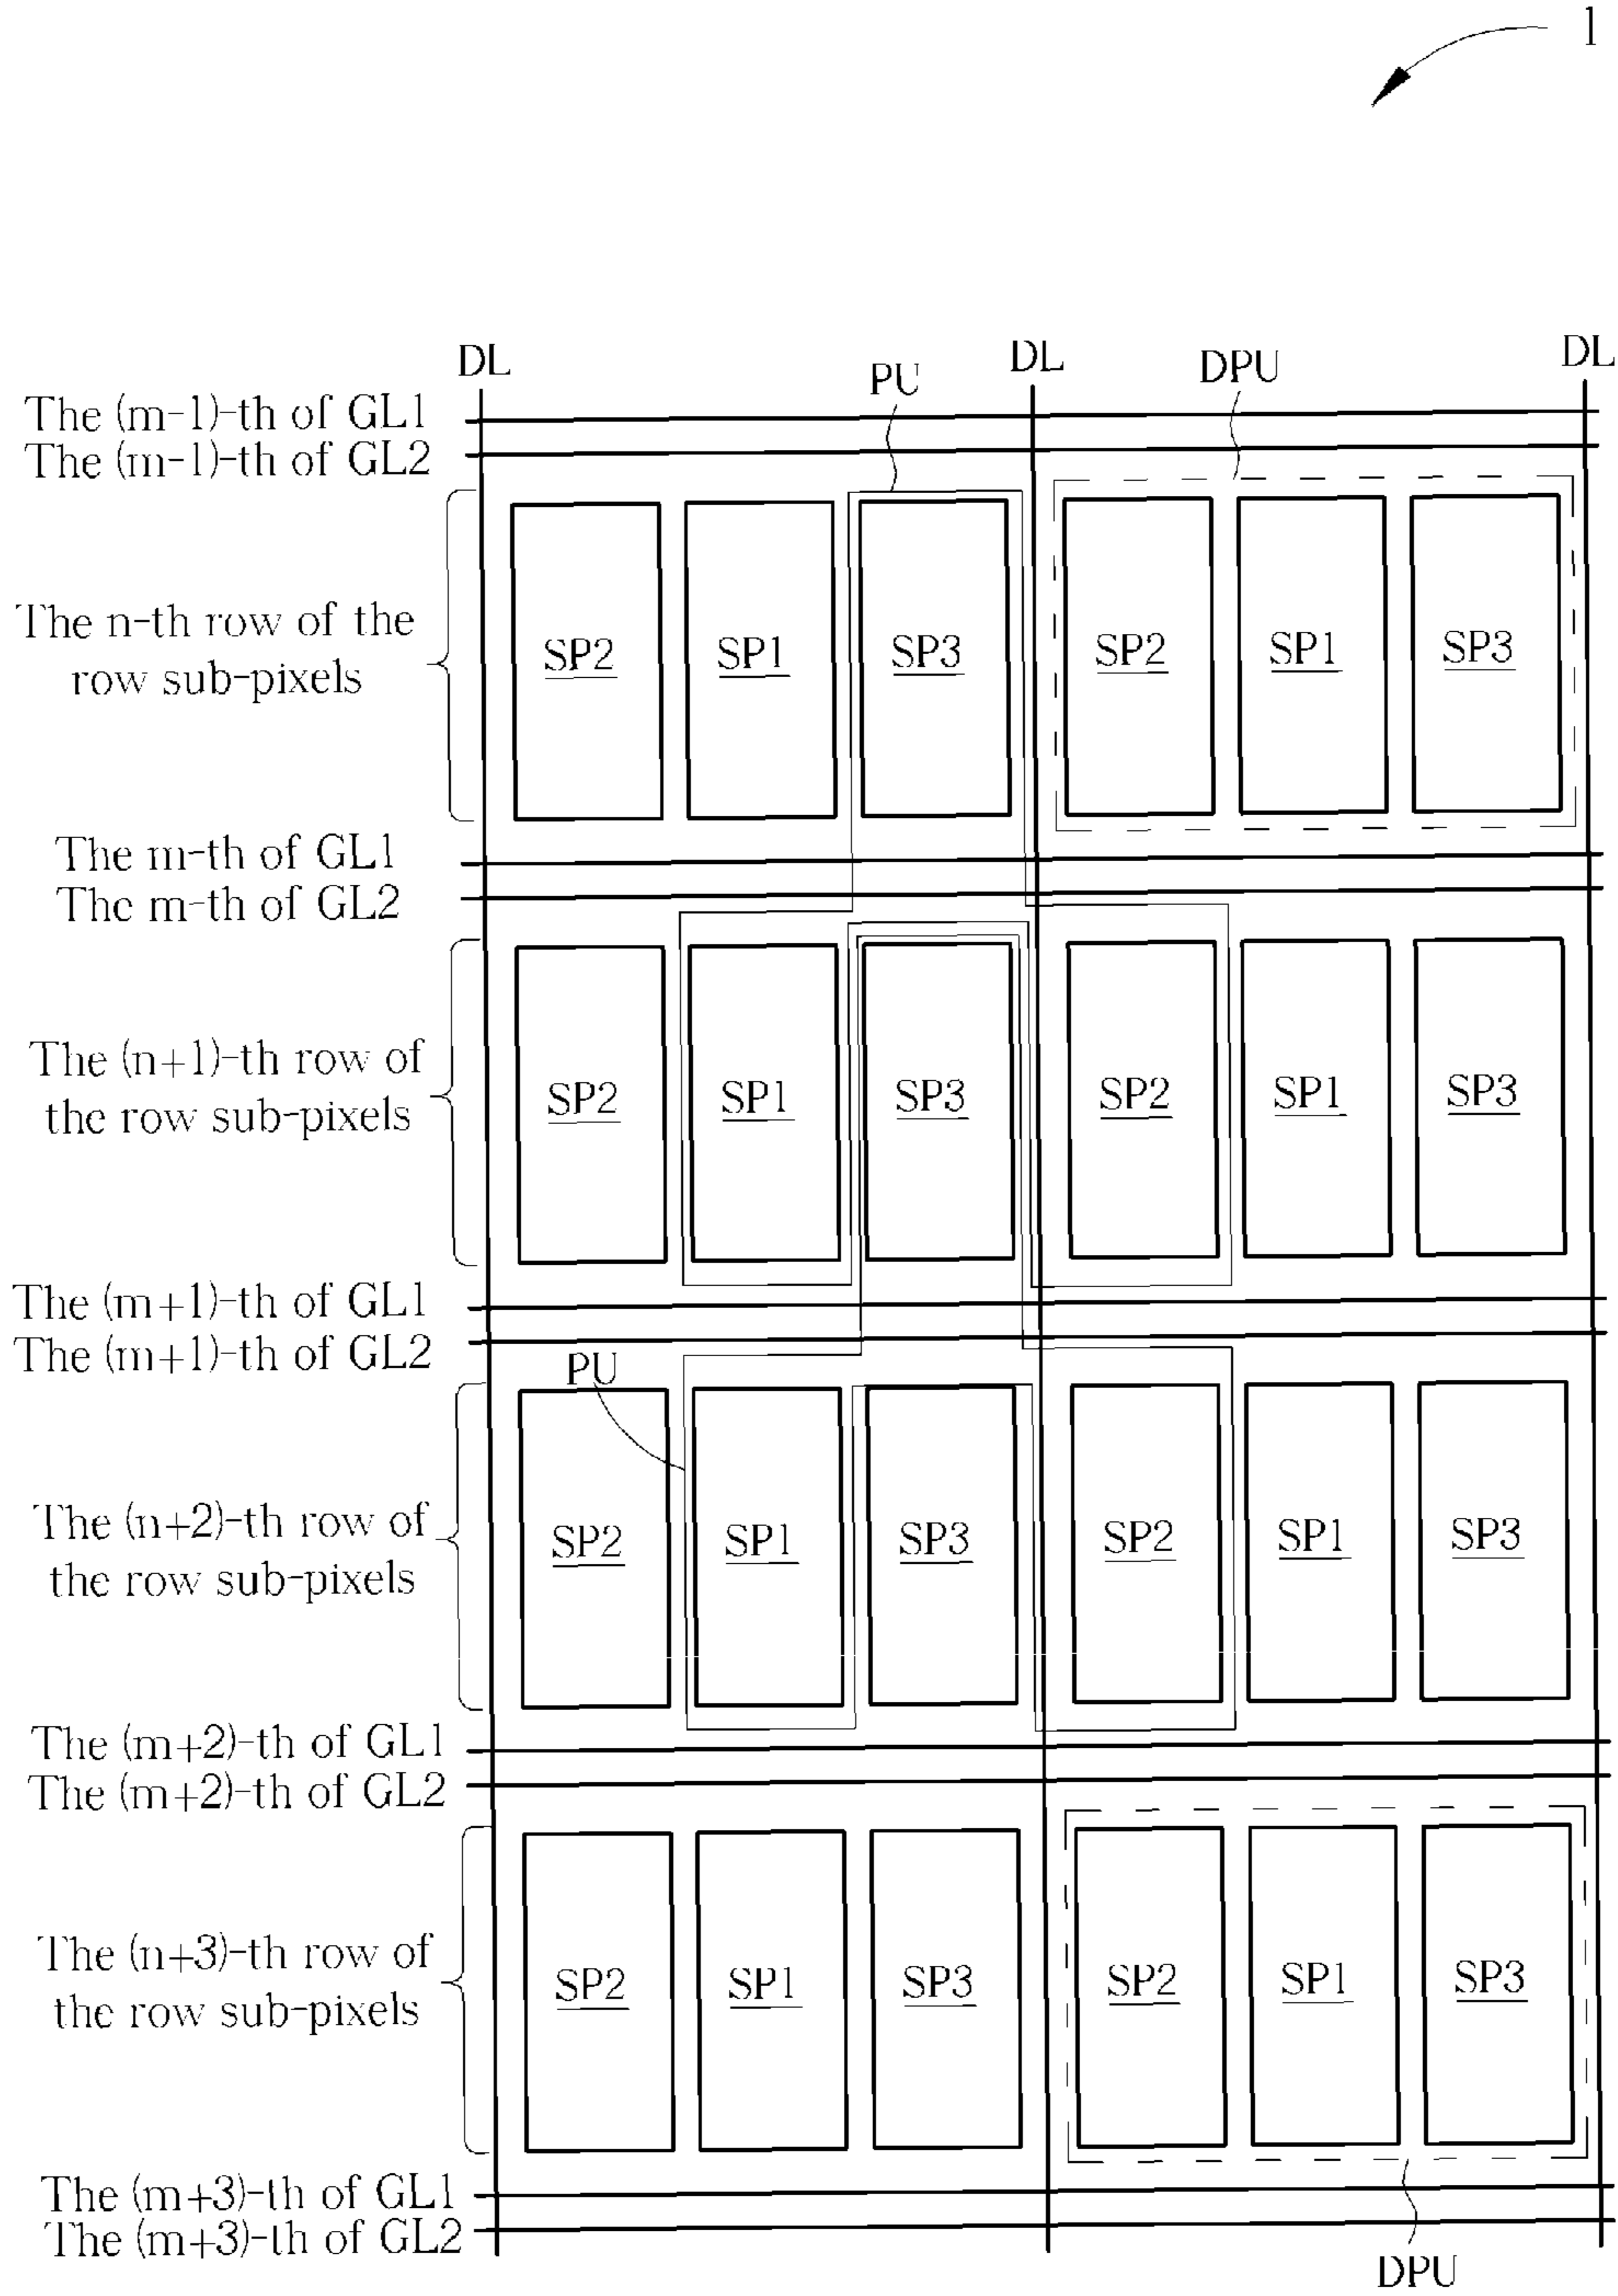 1
DL DL DL
PU DPU
The (m-1)-th of GL1
The (m-1)-th of GL2
The n-th row of the
row sub-pixels
SP2 SP1 SP3 SP2 SP1 SP3
The m-th of GL1
The m-th of GL2
The (n+1)-th row of
the row sub-pixels
SP2 SP1 SP3 SP2 SP1 SP3
The (m+1)-th of GL1
The (m+1)-th of GL2
PU
The (n+2)-th row of
the row sub-pixels
SP2 SP1 SP3 SP2 SP1 SP3
The (m+2)-th of GL1
The (m+2)-th of GL2
The (n+3)-th row of
the row sub-pixels
SP2 SP1 SP3 SP2 SP1 SP3
The (m+3)-th of GL1
The (m+3)-th of GL2
DPU